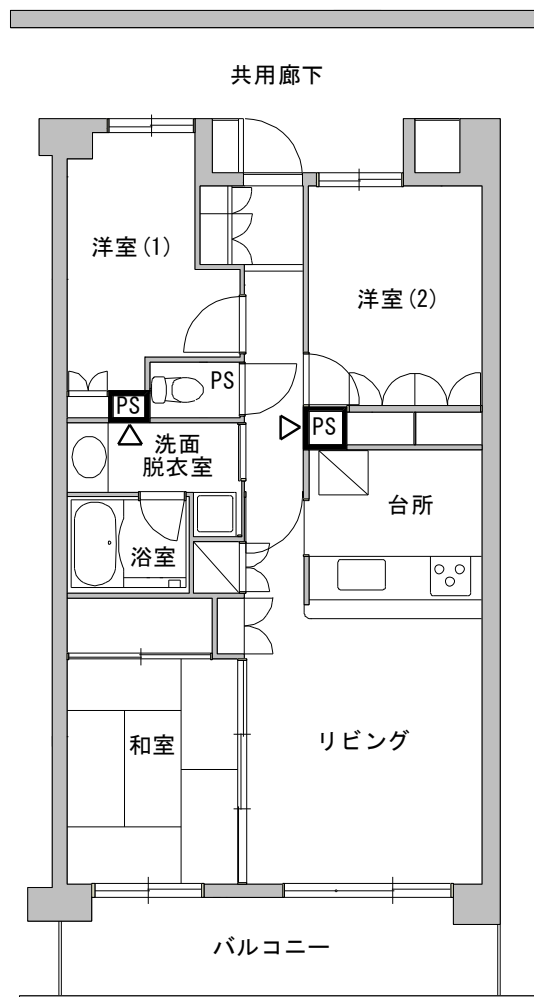 共用廊下
洋室(1)
洋室(2)
PS
PS
PS
洗面
脱衣室
台所
浴室
和室
リビング
バルコニー